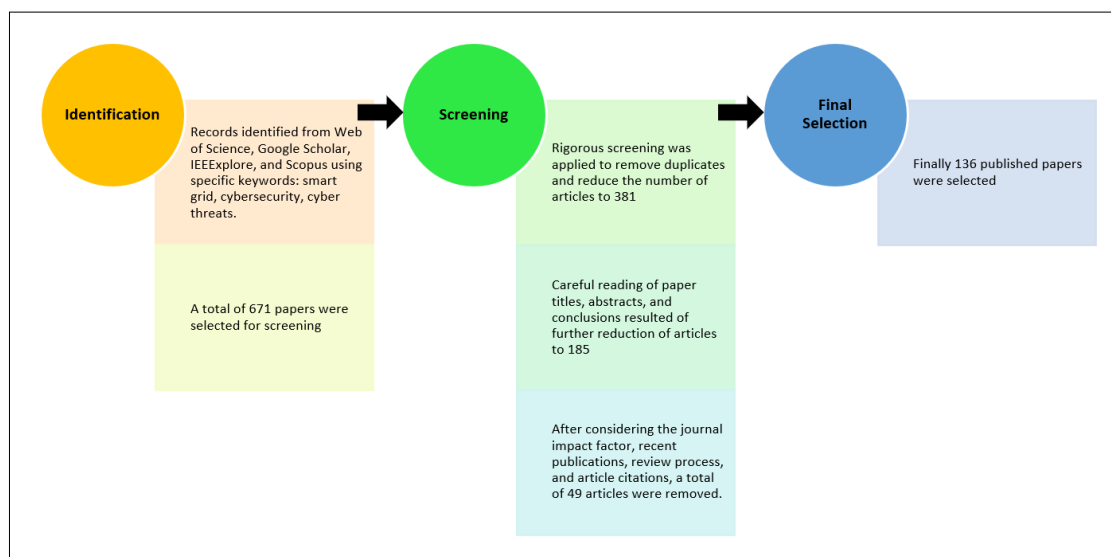 Identification
Records identified from Web
of Science, Google Scholar,
IEEExplore, and Scopus using
specific keywords: smart
grid, cybersecurity, cyber
threats.
A total of 671 papers were
selected for screening
Screening
Rigorous screening was
applied to remove duplicates
and reduce the number of
articles to 381
Careful reading of paper
titles, abstracts, and
conclusions resulted of
further reduction of articles
to 185
After considering the journal
impact factor, recent
publications, review process,
and article citations, a total
of 49 articles were removed.
Final
Selection
Finally 136 published papers
were selected